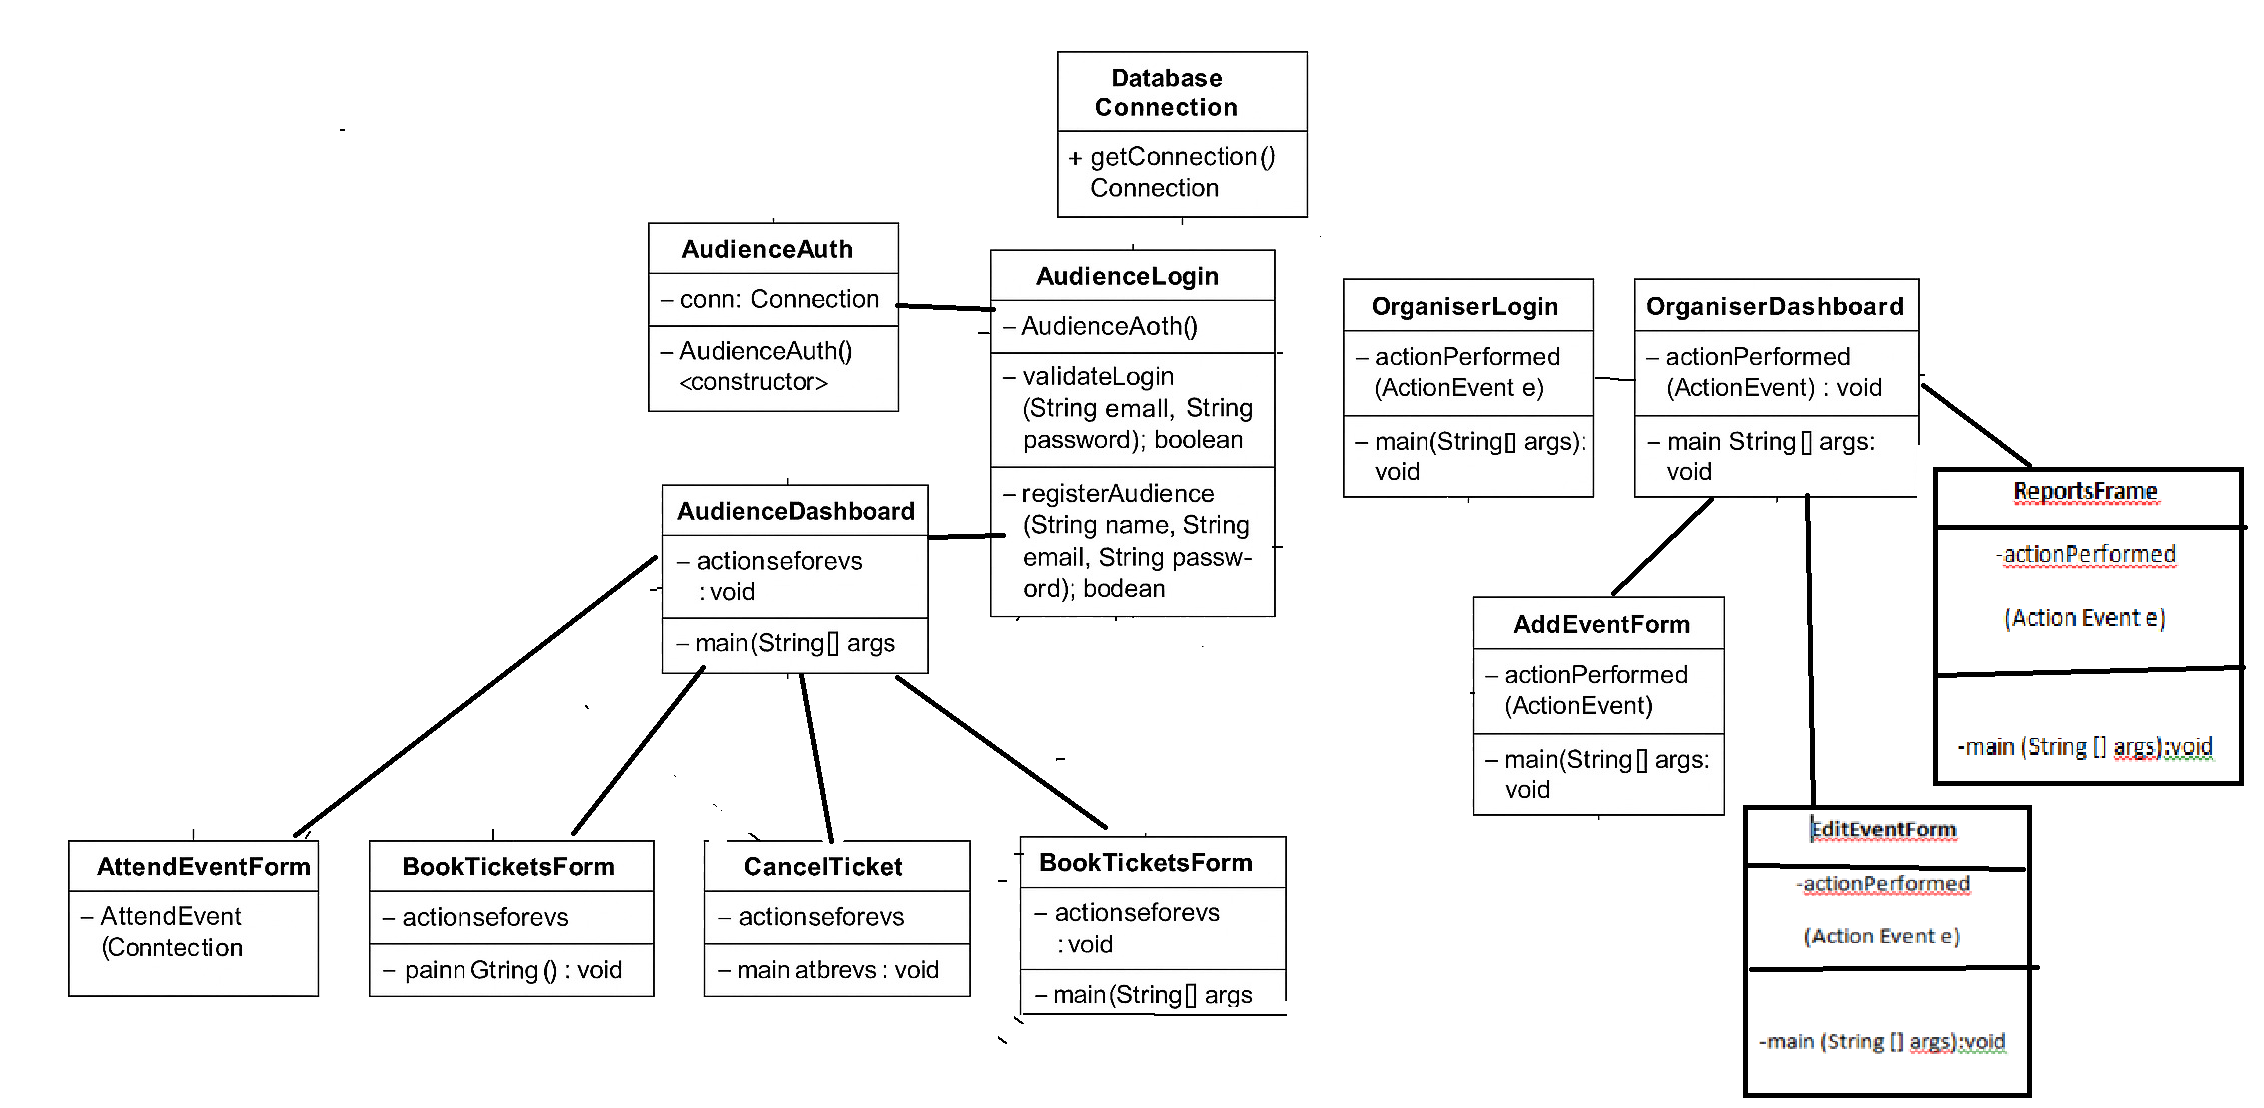 Database
Connection
+ getConnection()
Connection
AudienceAuth
– conn: Connection
– AudienceAuth()
<constructor>
AudienceLogin
– AudienceAoth()
– validateLogin
(String emall, String
password); boolean
– registerAudience
(String name, String
email, String passw-
ord); bodean
OrganiserLogin
– actionPerformed
(ActionEvent e)
– main(String[] args):
void
OrganiserDashboard
– actionPerformed
(ActionEvent) : void
– main String [] args:
void
ReportsFrame
-actionPerformed
(Action Event e)
-main (String [] args):void
AudienceDashboard
– actionseforevs
: void
– main(String[] args
AddEventForm
– actionPerformed
(ActionEvent)
– main(String[] args:
void
EditEventForm
-actionPerformed
(Action Event e)
-main (String [] args):void
AttendEventForm
– AttendEvent
(Conntection
BookTicketsForm
– actionseforevs
– painn Gtring () : void
CancelTicket
– actionseforevs
– main atbrevs : void
BookTicketsForm
– actionseforevs
: void
– main(String[] args